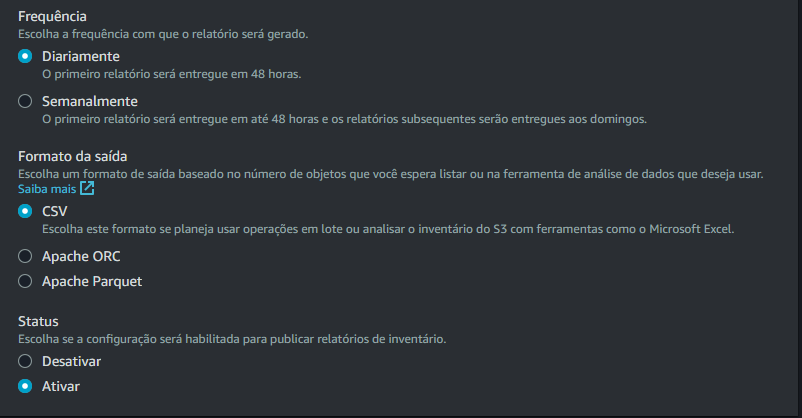 Frequência
Escolha a frequência com que o relatório será gerado.
Diariamente
O primeiro relatório será entregue em 48 horas.
Semanalmente
O primeiro relatório será entregue em até 48 horas e os relatórios subsequentes serão entregues aos domingos.
Formato da saída
Escolha um formato de saída baseado no número de objetos que você espera listar ou na ferramenta de análise de dados que deseja usar.
Saiba mais
CSV
Escolha este formato se planeja usar operações em lote ou analisar o inventário do S3 com ferramentas como o Microsoft Excel.
Apache ORC
Apache Parquet
Status
Escolha se a configuração será habilitada para publicar relatórios de inventário.
Desativar
Ativar